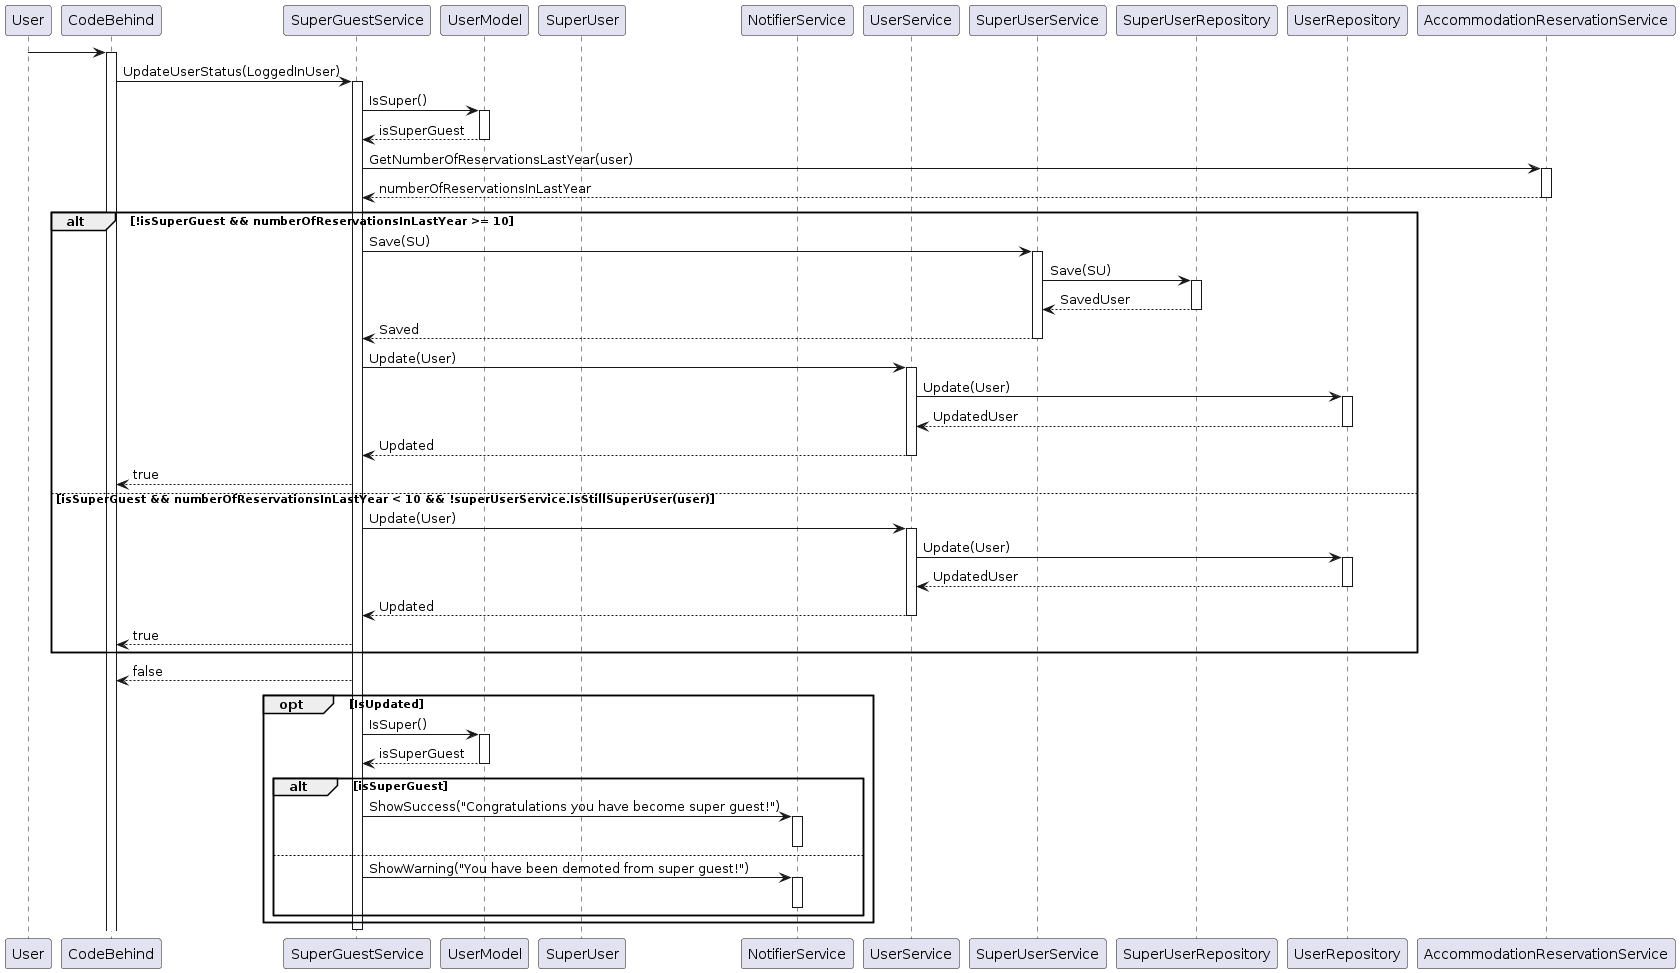 User CodeBehind SuperGuestService UserModel SuperUser NotifierService UserService SuperUserService SuperUserRepository UserRepository AccommodationReservationService
UpdateUserStatus(LoggedInUser)
IsSuper()
isSuperGuest
GetNumberOfReservationsLastYear(user)
numberOfReservationsInLastYear
alt [!isSuperGuest && numberOfReservationsInLastYear >= 10]
Save(SU)
Save(SU)
SavedUser
Saved
Update(User)
Update(User)
UpdatedUser
Updated
true
[isSuperGuest && numberOfReservationsInLastYear < 10 && !superUserService.IsStillSuperUser(user)]
Update(User)
Update(User)
UpdatedUser
Updated
true
false
opt [IsUpdated]
IsSuper()
isSuperGuest
alt [isSuperGuest]
ShowSuccess("Congratulations you have become super guest!")
ShowWarning("You have been demoted from super guest!")
User CodeBehind SuperGuestService UserModel SuperUser NotifierService UserService SuperUserService SuperUserRepository UserRepository AccommodationReservationService